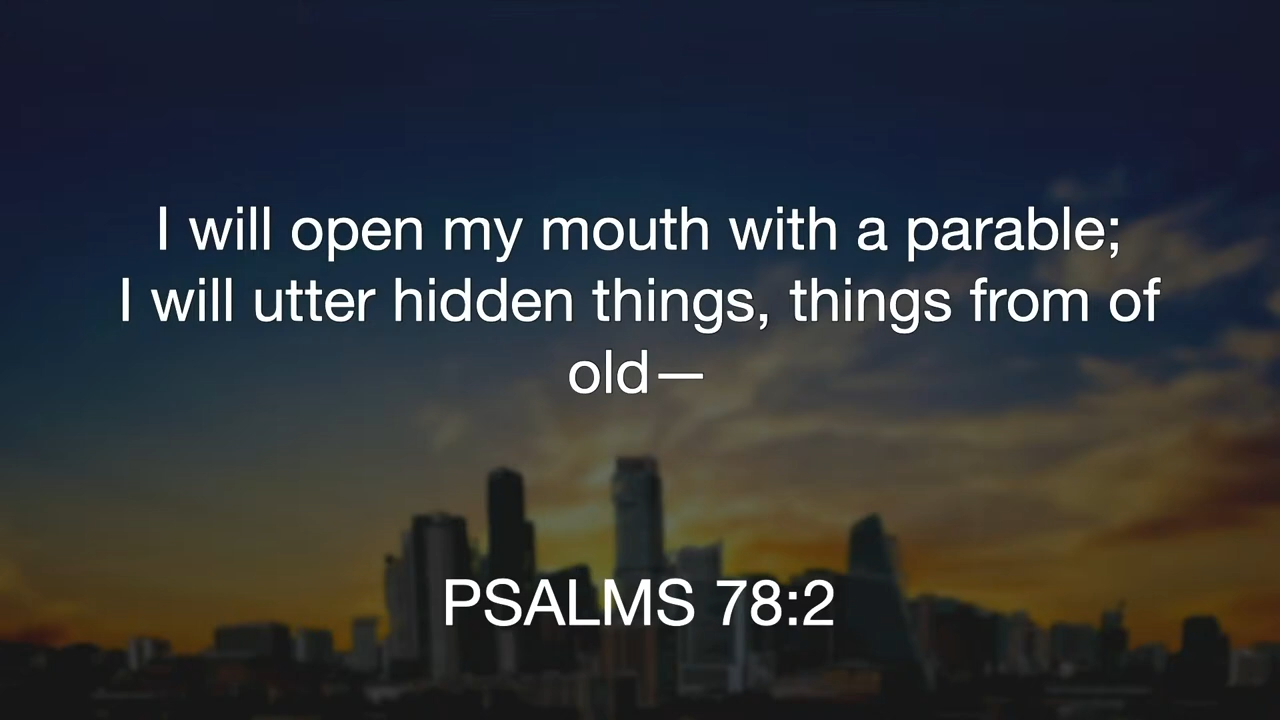 I will open my mouth with a parable;
I will utter hidden things, things from of
old—
PSALMS 78:2